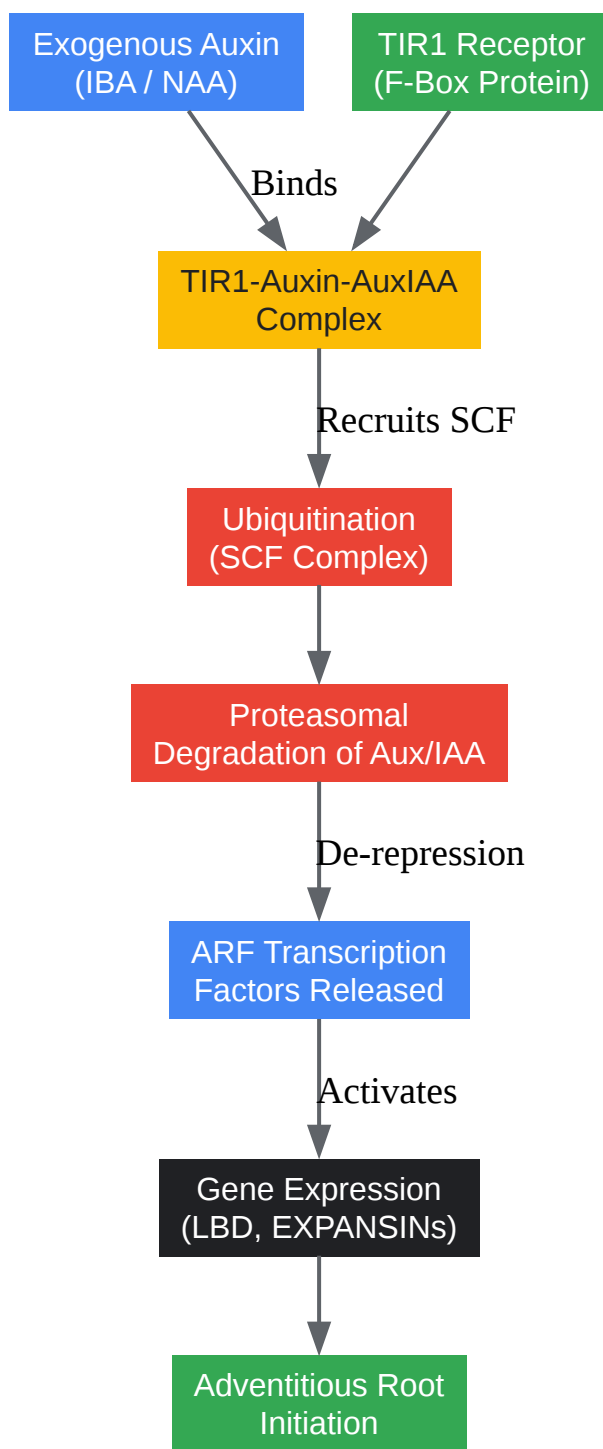 Exogenous Auxin
(IBA / NAA)
TIR1 Receptor
(F-Box Protein)
Binds
TIR1-Auxin-AuxIAA
Complex
Recruits SCF
Ubiquitination
(SCF Complex)
Proteasomal
Degradation of Aux/IAA
De-repression
ARF Transcription
Factors Released
Activates
Gene Expression
(LBD, EXPANSINs)
Adventitious Root
Initiation